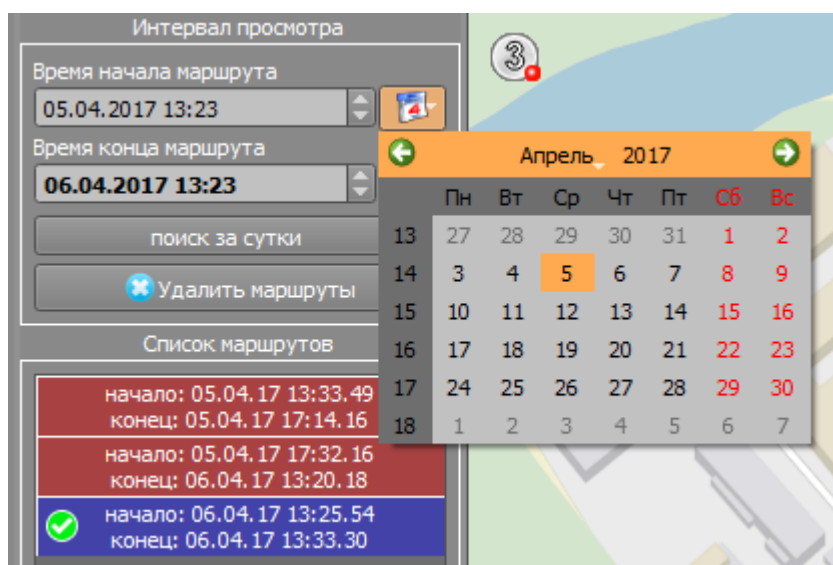 Интервал просмотра
Время начала маршрута
05.04.2017 13:23
Время конца маршрута
06.04.2017 13:23
поиск за сутки
Удалить маршруты
Список маршрутов
начало: 05.04.17 13:33.49
конец: 05.04.17 17:14.16
начало: 05.04.17 17:32.16
конец: 06.04.17 13:20.18
начало: 06.04.17 13:25.54
конец: 06.04.17 13:33.30
3
4
Апрель 2017
Пн Вт Ср Чт Пт Сб Вс
13 27 28 29 30 31 1 2
14 3 4 5 6 7 8 9
15 10 11 12 13 14 15 16
16 17 18 19 20 21 22 23
17 24 25 26 27 28 29 30
18 1 2 3 4 5 6 7